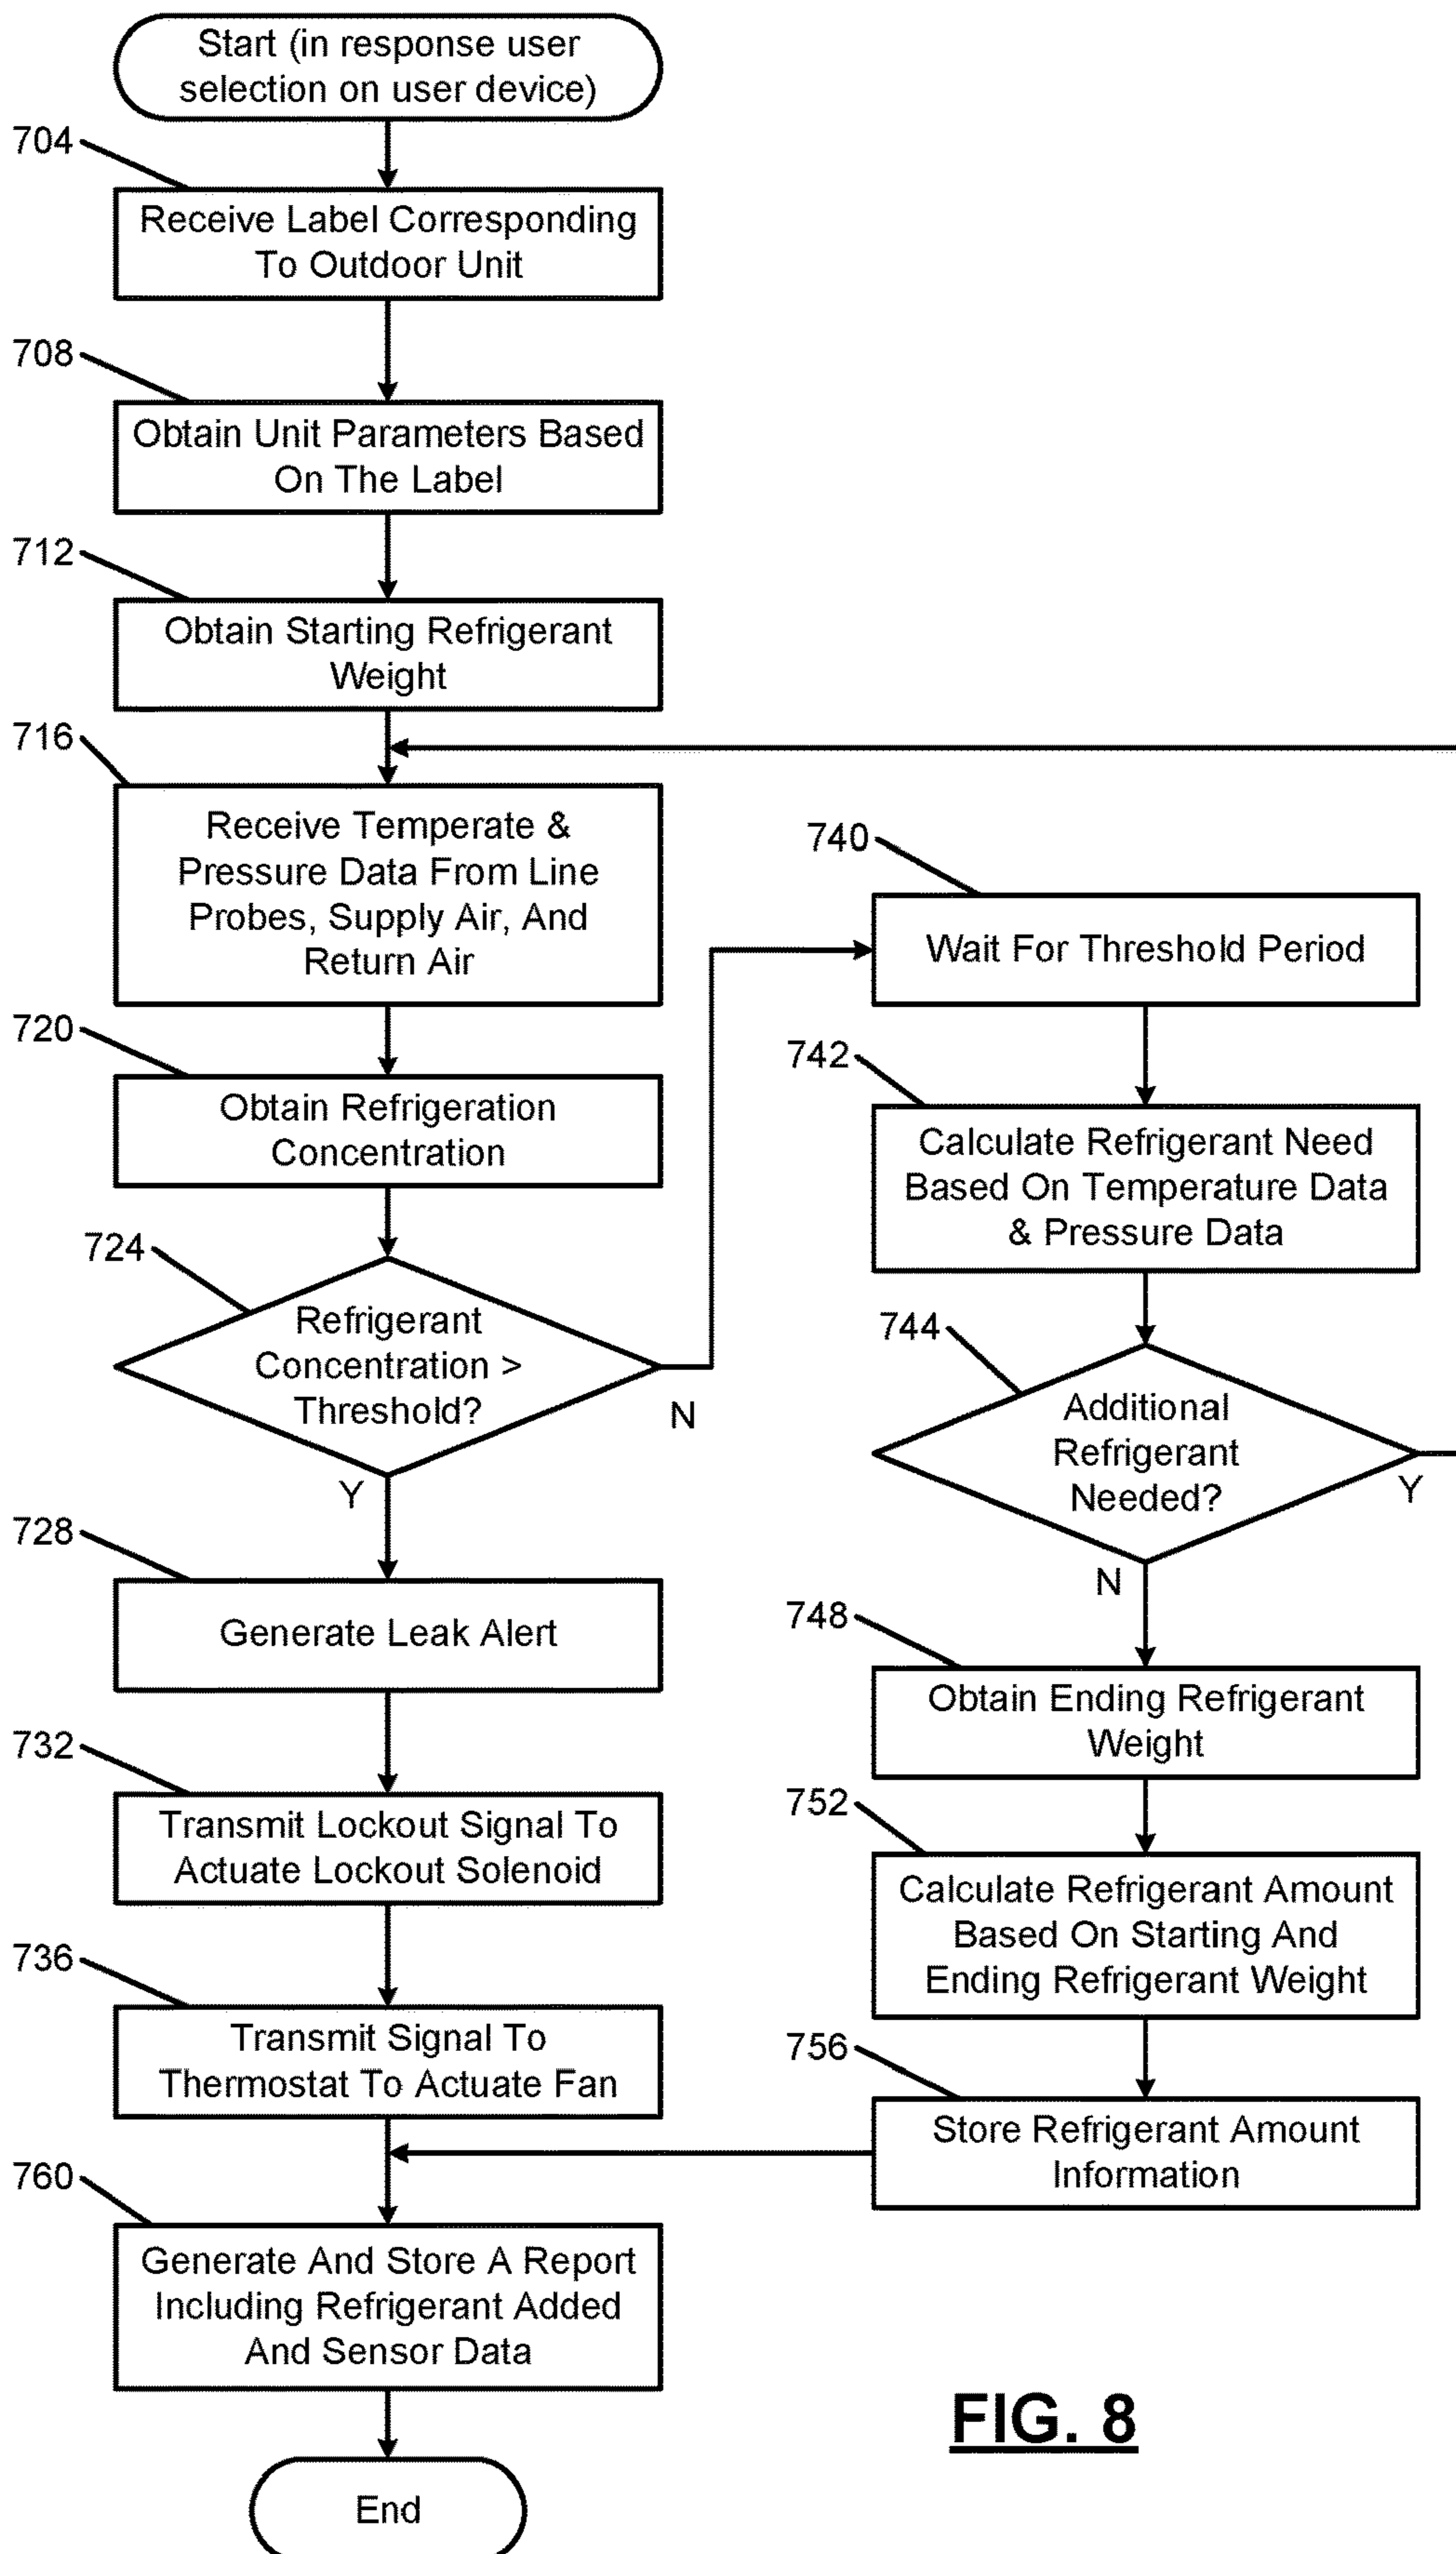 Start (in response user
selection on user device)
704
Receive Label Corresponding
To Outdoor Unit
708
Obtain Unit Parameters Based
On The Label
712
Obtain Starting Refrigerant
Weight
716
Receive Temperate &
Pressure Data From Line
Probes, Supply Air, And
Return Air
720
Obtain Refrigeration
Concentration
724
Refrigerant
Concentration >
Threshold?
N
Y
728
Generate Leak Alert
732
Transmit Lockout Signal To
Actuate Lockout Solenoid
736
Transmit Signal To
Thermostat To Actuate Fan
740
Wait For Threshold Period
742
Calculate Refrigerant Need
Based On Temperature Data
& Pressure Data
744
Additional
Refrigerant
Needed?
Y
N
748
Obtain Ending Refrigerant
Weight
752
Calculate Refrigerant Amount
Based On Starting And
Ending Refrigerant Weight
756
Store Refrigerant Amount
Information
760
Generate And Store A Report
Including Refrigerant Added
And Sensor Data
End
FIG. 8